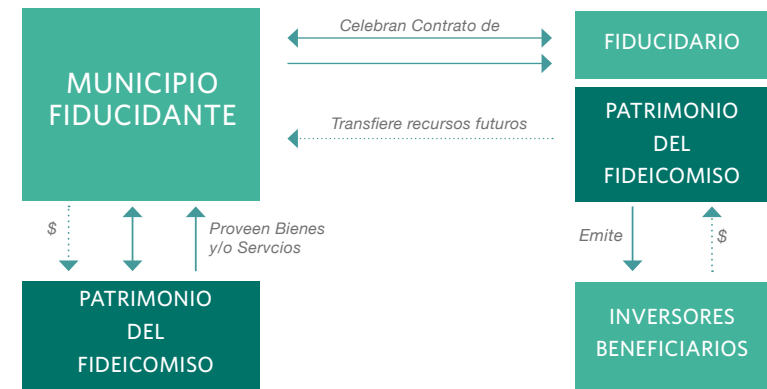 Celebran Contrato de
MUNICIPIO
FIDUCIDANTE
FIDUCIDARIO
Transfiere recursos futuros
PATRIMONIO
DEL
FIDEICOMISO
$
Proveen Bienes
y/o Servcios
Emite
$
PATRIMONIO
DEL
FIDEICOMISO
INVERSORES
BENEFICIARIOS